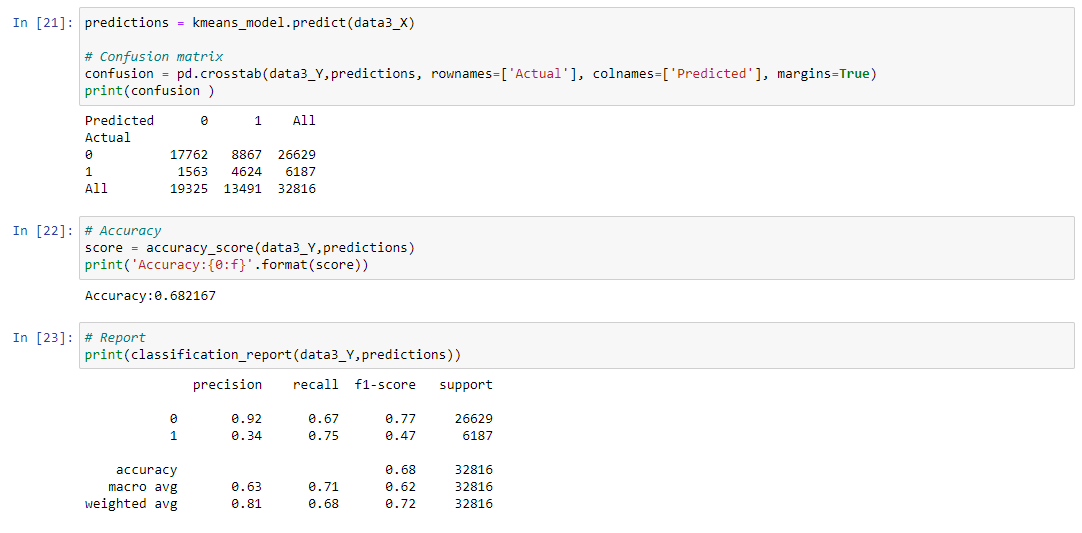 In [21]: predictions = kmeans_model.predict(data3_X)
# Confusion matrix
confusion = pd.crosstab(data3_Y,predictions, rownames=['Actual'], colnames=['Predicted'], margins=True)
print(confusion )
Predicted 0 1 All
Actual
0 17762 8867 26629
1 1563 4624 6187
All 19325 13491 32816
In [22]: # Accuracy
score = accuracy_score(data3_Y,predictions)
print('Accuracy:{0:f}'.format(score))
Accuracy:0.682167
In [23]: # Report
print(classification_report(data3_Y,predictions))
precision recall f1-score support
0 0.92 0.67 0.77 26629
1 0.34 0.75 0.47 6187
accuracy 0.68 32816
macro avg 0.63 0.71 0.62 32816
weighted avg 0.81 0.68 0.72 32816